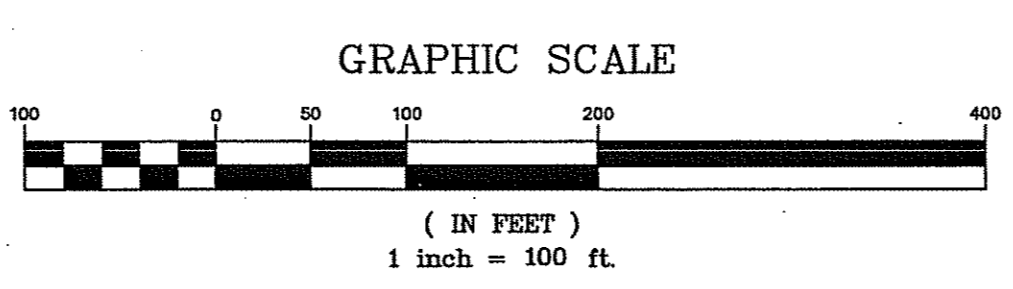 GRAPHIC SCALE
100 0 50 100 200 400
( IN FEET )
1 inch = 100 ft.